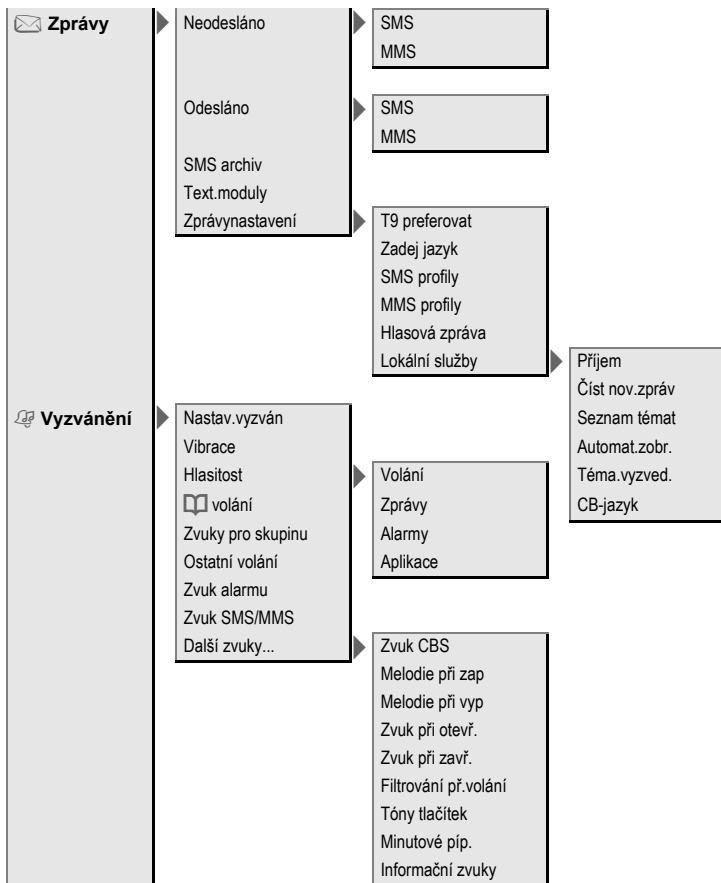 Zprávy
Neodesláno
SMS
MMS
Odesláno
SMS
MMS
SMS archiv
Text.moduly
Zprávynastavení
T9 preferovat
Zadej jazyk
SMS profily
MMS profily
Hlasová zpráva
Lokální služby
Příjem
Číst nov.zpráv
Seznam témat
Automat.zobr.
Téma.vyzved.
CB-jazyk
Vyzvánění
Nastav.vyzván
Vibrace
Hlasitost
Volání
Zprávy
Alarmy
Aplikace
volání
Zvuky pro skupinu
Ostatní volání
Zvuk alarmu
Zvuk SMS/MMS
Další zvuky...
Zvuk CBS
Melodie při zap
Melodie při vyp
Zvuk při otevř.
Zvuk při zavř.
Filtrování př.volání
Tóny tlačítek
Minutové píp.
Informační zvuky